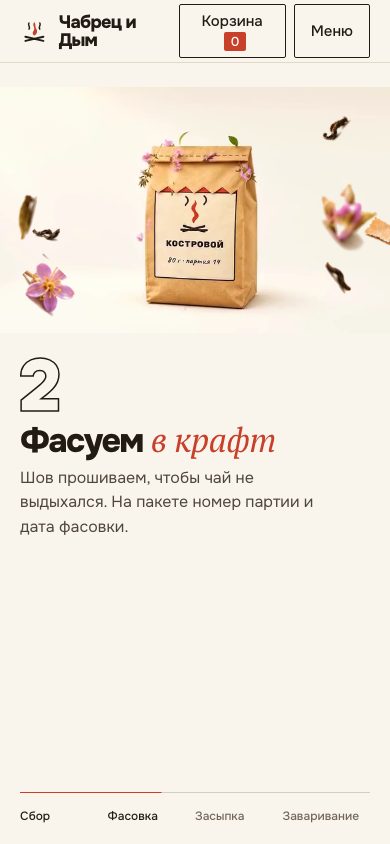 Чабрец и
Дым
Корзина
0
Меню
КОСТРОВОЙ
80 г · партия 14
2
Фасуем в крафт
Шов прошиваем, чтобы чай не
выдыхался. На пакете номер партии и
дата фасовки.
Сбор
Фасовка
Засыпка
Заваривание